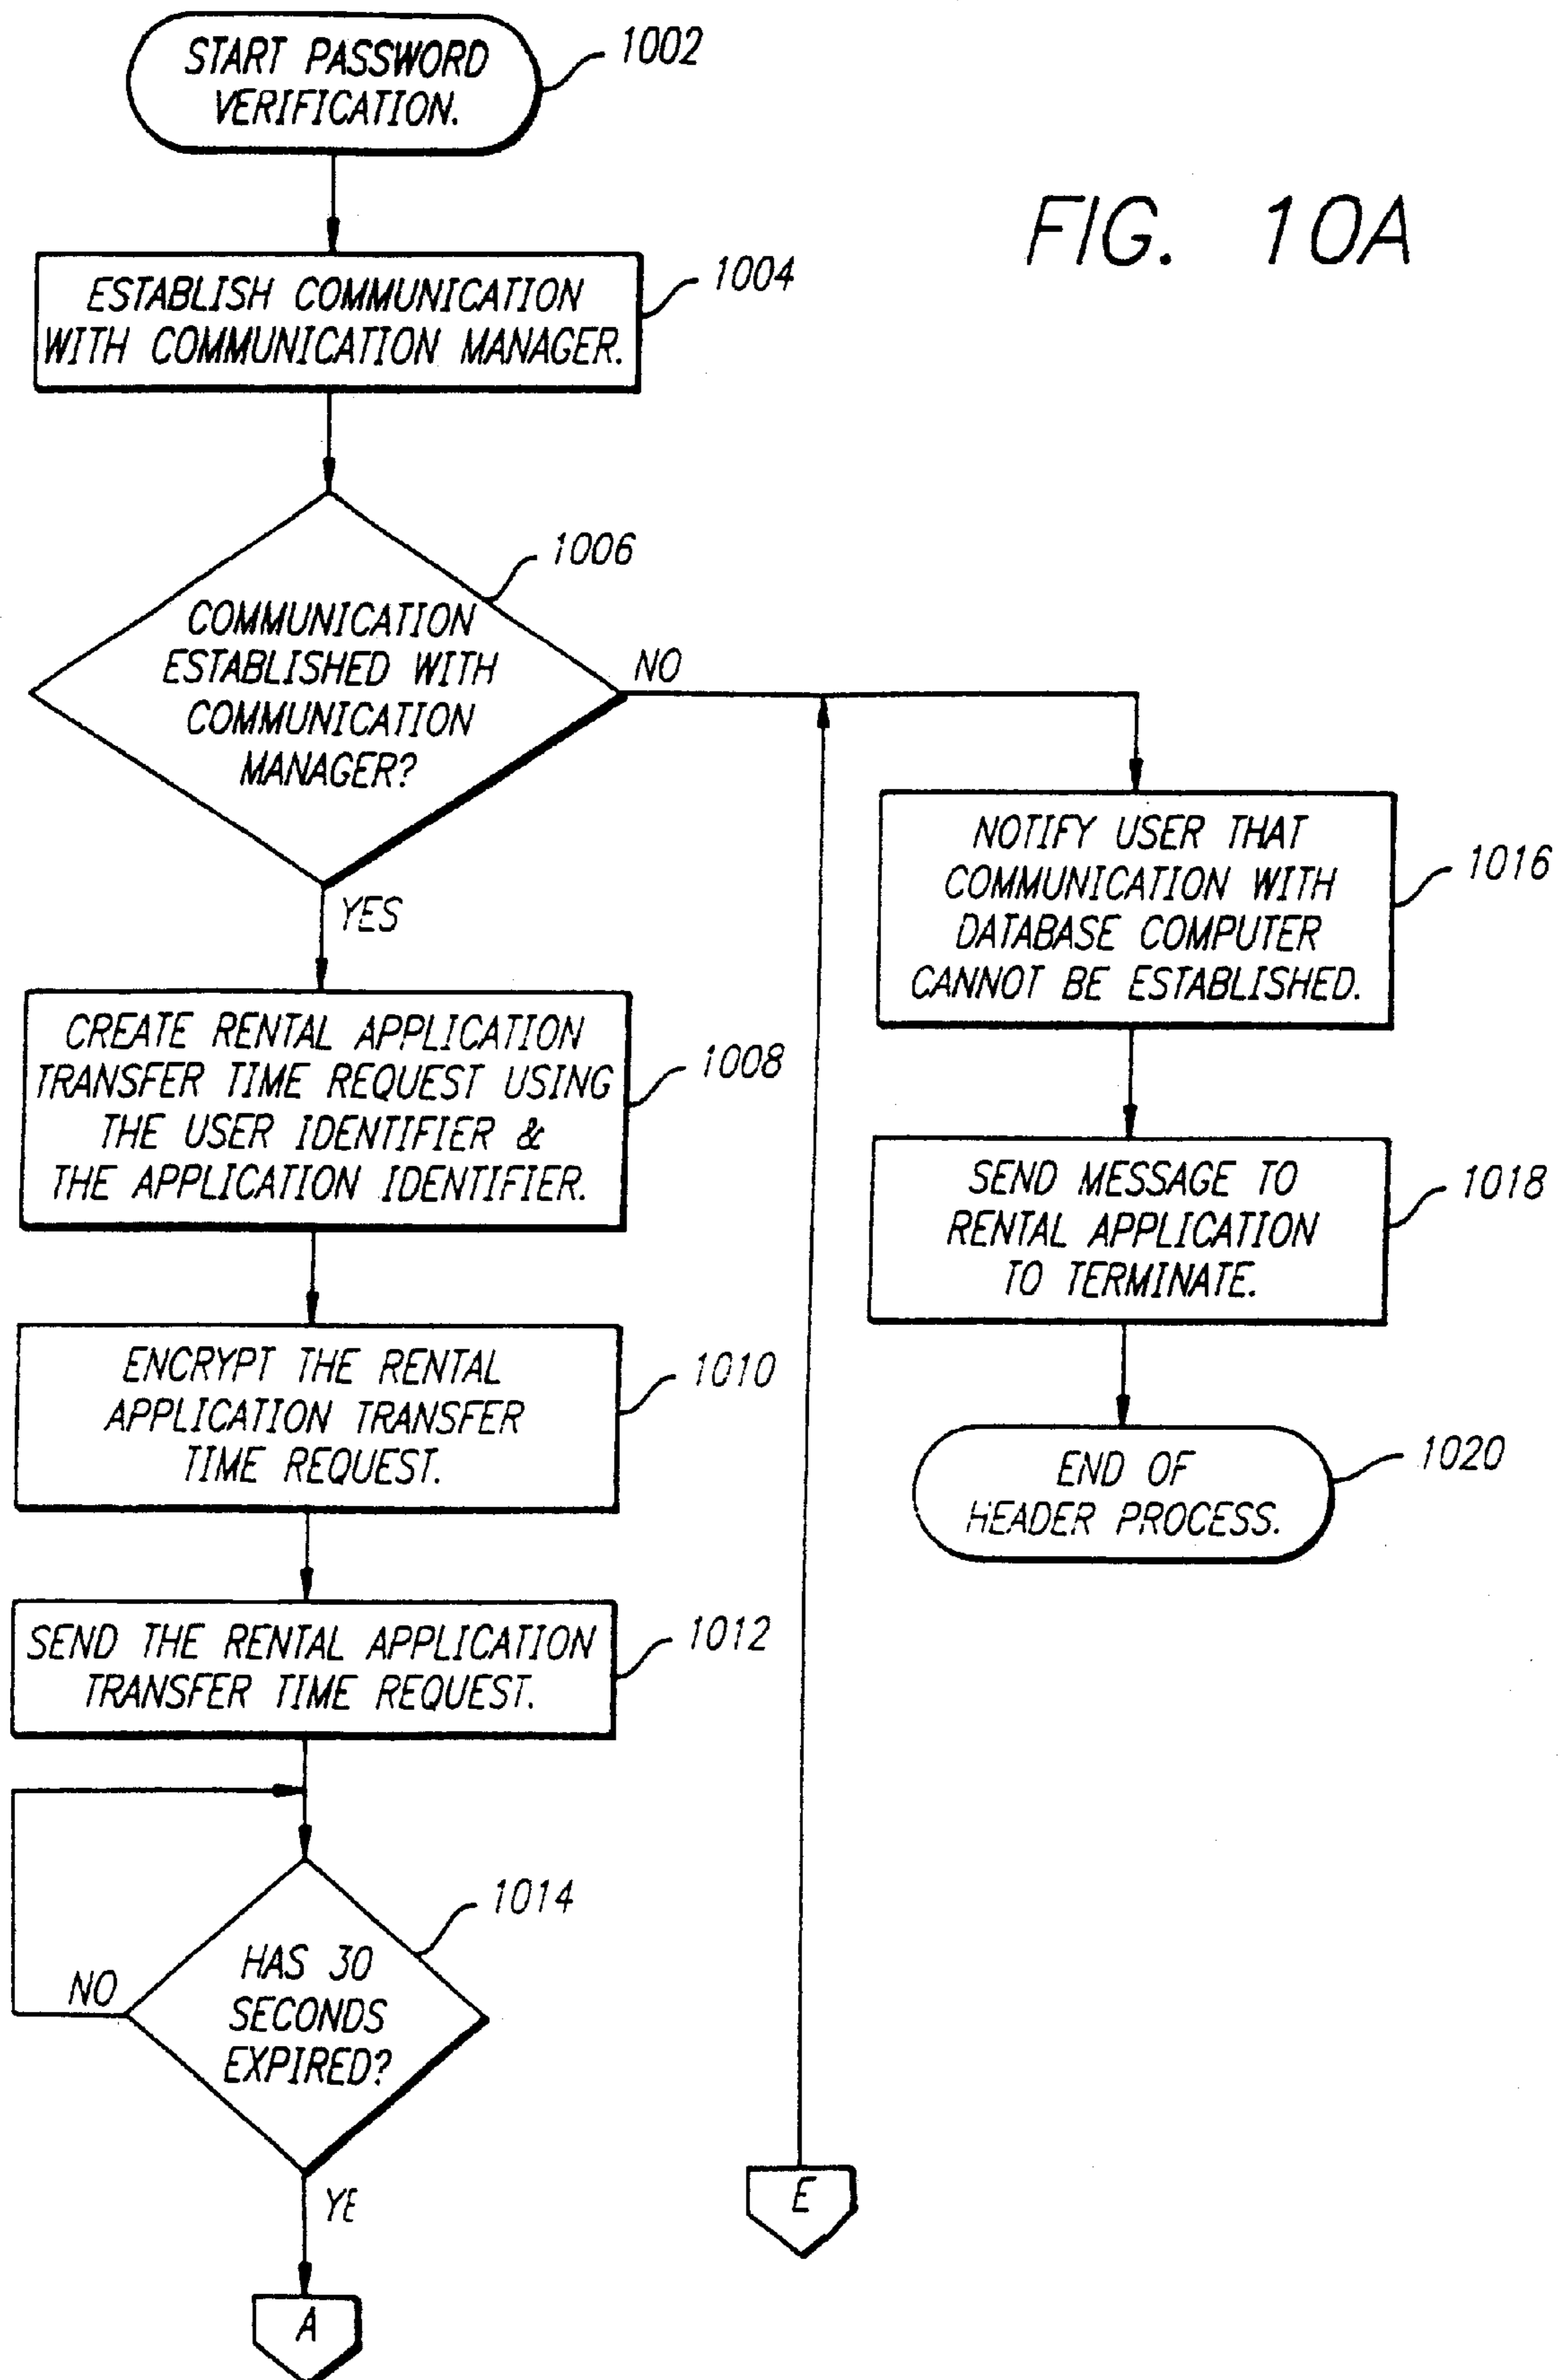 START PASSWORD
VERIFICATION.
1002
FIG. 10A
ESTABLISH COMMUNICATION
WITH COMMUNICATION MANAGER.
1004
COMMUNICATION
ESTABLISHED WITH
COMMUNICATION
MANAGER?
1006
NO
YES
NOTIFY USER THAT
COMMUNICATION WITH
DATABASE COMPUTER
CANNOT BE ESTABLISHED.
1016
CREATE RENTAL APPLICATION
TRANSFER TIME REQUEST USING
THE USER IDENTIFIER &
THE APPLICATION IDENTIFIER.
1008
SEND MESSAGE TO
RENTAL APPLICATION
TO TERMINATE.
1018
ENCRYPT THE RENTAL
APPLICATION TRANSFER
TIME REQUEST.
1010
END OF
HEADER PROCESS.
1020
SEND THE RENTAL APPLICATION
TRANSFER TIME REQUEST.
1012
HAS 30
SECONDS
EXPIRED?
1014
NO
YE
E
A